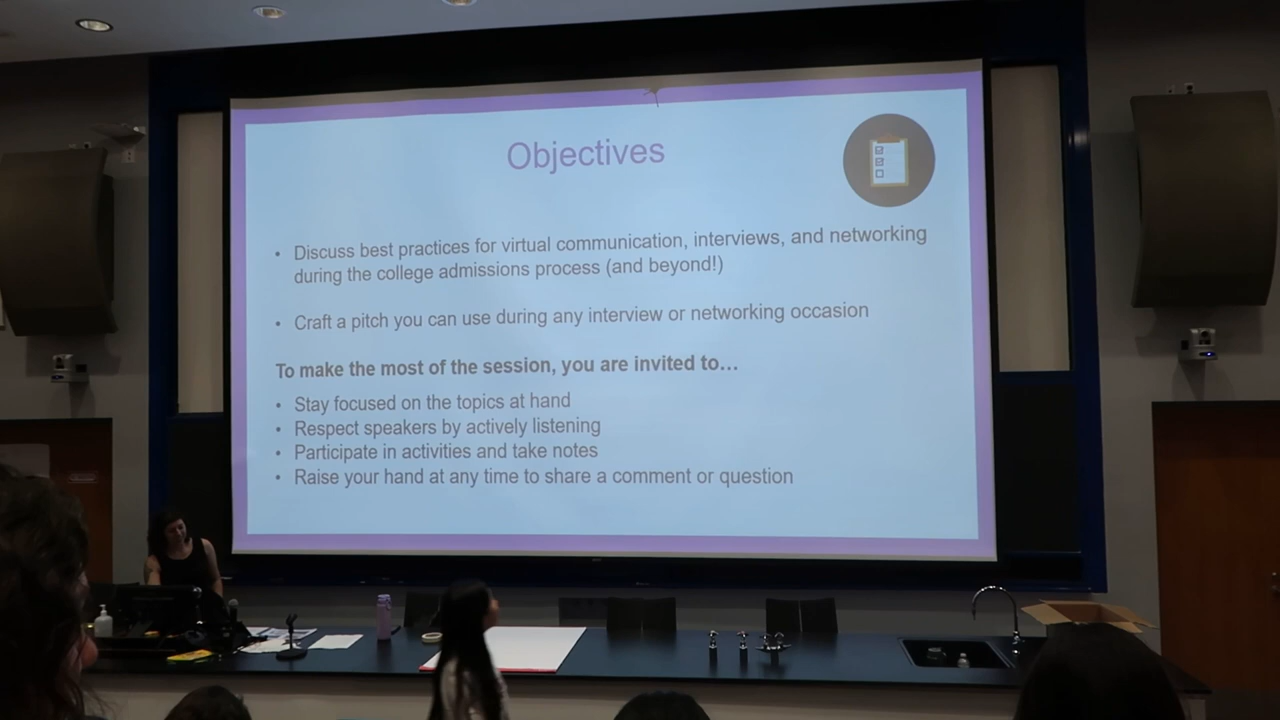 Objectives
• Discuss best practices for virtual communication, interviews, and networking
during the college admissions process (and beyond!)
• Craft a pitch you can use during any interview or networking occasion
To make the most of the session, you are invited to...
• Stay focused on the topics at hand
• Respect speakers by actively listening
• Participate in activities and take notes
• Raise your hand at any time to share a comment or question